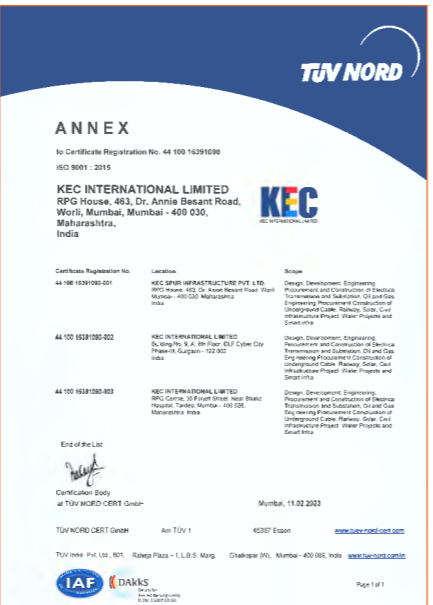 TÜV NORD
ANNEX
to Certificate Registration No. 44 100 16391090
ISO 9001 : 2015
KEC INTERNATIONAL LIMITED
RPG House, 463, Dr. Annie Besant Road,
Worli, Mumbai, Mumbai - 400 030,
Maharashtra,
India
KEC
KEC INTERNATIONAL LIMITED
Certificate Registration No. Location Scope
44 100 16391090-001 KEC SPUR INFRASTRUCTURE PVT. LTD. Design, Development, Engineering,
RPG House, 463, Dr. Annie Besant Road, Worli Procurement and Construction of Electrical
Mumbai - 400 030, Maharashtra Transmission and Substation, Oil and Gas,
India Engineering Procurement Construction of
Underground Cable, Railway, Solar, Civil
Infrastructure Project, Water Projects and
Smart Infra
44 100 16391090-002 KEC INTERNATIONAL LIMITED Design, Development, Engineering,
Building No. 9, A, 8th Floor, DLF Cyber City Procurement and Construction of Electrical
Phase-III, Gurgaon - 122 002 Transmission and Substation, Oil and Gas,
India Engineering Procurement Construction of
Underground Cable, Railway, Solar, Civil
Infrastructure Project, Water Projects and
Smart Infra
44 100 16391090-003 KEC INTERNATIONAL LIMITED Design, Development, Engineering,
RPG Centre, 30 Forjett Street, Near Bhatia Procurement and Construction of Electrical
Hospital, Tardeo, Mumbai - 400 036, Transmission and Substation, Oil and Gas,
Maharashtra, India Engineering Procurement Construction of
Underground Cable, Railway, Solar, Civil
Infrastructure Project, Water Projects and
Smart Infra
End of the List
Certification Body
at TÜV NORD CERT GmbH Mumbai, 11.02.2023
TÜV NORD CERT GmbH Am TÜV 1 45307 Essen www.tuev-nord-cert.com
TUV India Pvt. Ltd., 801, Raheja Plaza – 1, L.B.S. Marg, Ghatkopar (W), Mumbai - 400 086, India www.tuv-nord.com/in
IAF DAkkS
Page 1 of 1